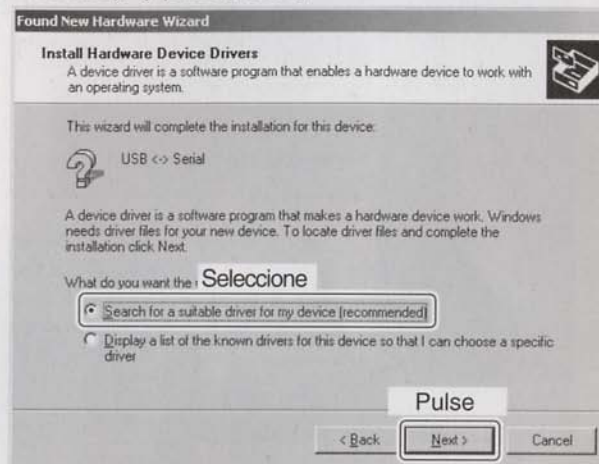 Found New Hardware Wizard
Install Hardware Device Drivers
A device driver is a software program that enables a hardware device to work with
an operating system.
This wizard will complete the installation for this device:
USB <-> Serial
A device driver is a software program that makes a hardware device work. Windows
needs driver files for your new device. To locate driver files and complete the
installation click Next.
What do you want the
Seleccione
Search for a suitable driver for my device (recommended)
Display a list of the known drivers for this device so that I can choose a specific
driver
Pulse
< Back
Next >
Cancel